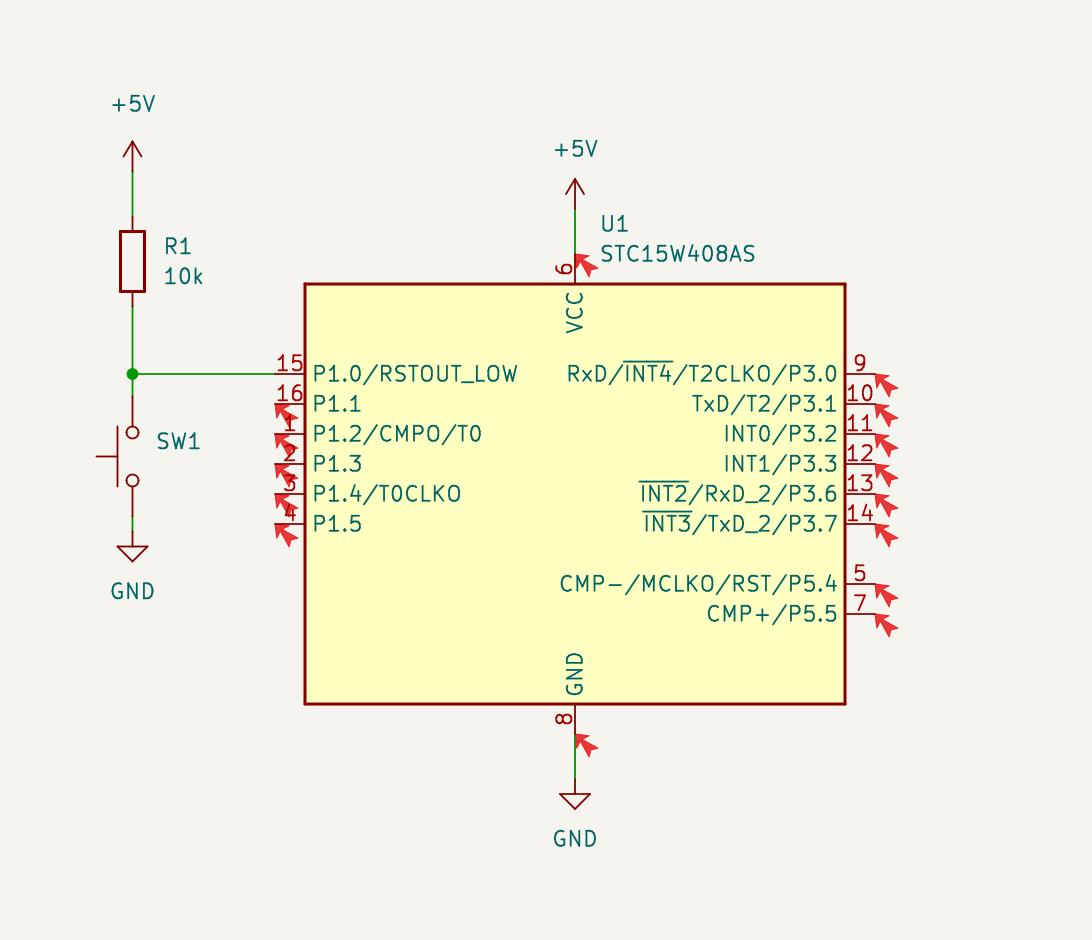 +5V
+5V
U1
STC15W408AS
R1
10k
6
VCC
15
P1.0/RSTOUT_LOW
RxD/INT4/T2CLKO/P3.0
9
16
P1.1
TxD/T2/P3.1
10
1
P1.2/CMPO/T0
INT0/P3.2
11
2
P1.3
INT1/P3.3
12
3
P1.4/T0CLKO
INT2/RxD_2/P3.6
13
4
P1.5
INT3/TxD_2/P3.7
14
SW1
GND
CMP-/MCLKO/RST/P5.4
5
CMP+/P5.5
7
GND
8
GND